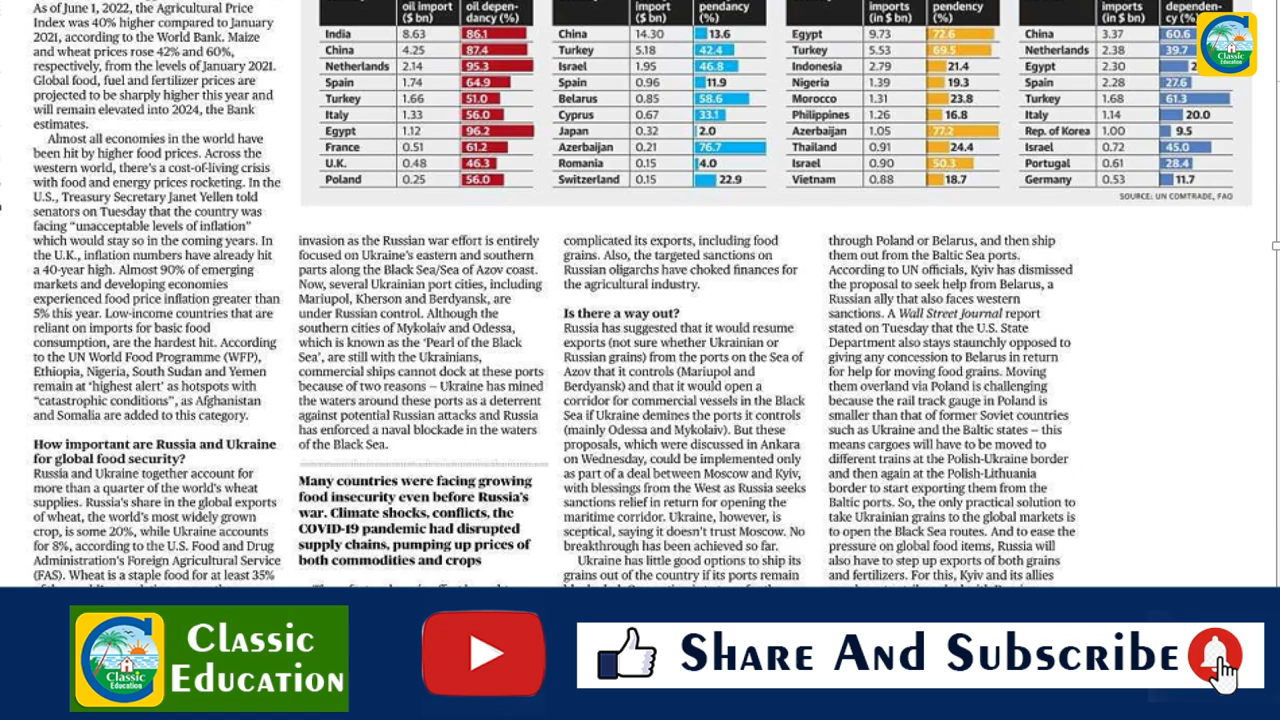 As of June 1, 2022, the Agricultural Price
Index was 40% higher compared to January
2021, according to the World Bank. Maize
and wheat prices rose 42% and 60%,
respectively, from the levels of January 2021.
Global food, fuel and fertilizer prices are
projected to be sharply higher this year and
will remain elevated into 2024, the Bank
estimates.
Almost all economies in the world have
been hit by higher food prices. Across the
western world, there's a cost-of-living crisis
with food and energy prices rocketing. In the
U.S., Treasury Secretary Janet Yellen told
senators on Tuesday that the country was
facing "unacceptable levels of inflation"
which would stay so in the coming years. In
the U.K., inflation numbers have already hit
a 40-year high. Almost 90% of emerging
markets and developing economies
experienced food price inflation greater than
5% this year. Low-income countries that are
reliant on imports for basic food
consumption, are the hardest hit. According
to the UN World Food Programme (WFP),
Ethiopia, Nigeria, South Sudan and Yemen
remain at 'highest alert' as hotspots with
"catastrophic conditions", as Afghanistan
and Somalia are added to this category.
How important are Russia and Ukraine
for global food security?
Russia and Ukraine together account for
more than a quarter of the world's wheat
supplies. Russia's share in the global exports
of wheat, the world's most widely grown
crop, is some 20%, while Ukraine accounts
for 8%, according to the U.S. Food and Drug
Administration's Foreign Agricultural Service
(FAS). Wheat is a staple food for at least 35%
oil import oil depen-
($ bn) dancy (%)
India 8.63 86.1
China 4.25 87.4
Netherlands 2.14 95.3
Spain 1.74 64.9
Turkey 1.66 51.0
Italy 1.33 56.0
Egypt 1.12 96.2
France 0.51 61.2
U.K. 0.48 46.3
Poland 0.25 56.0
import pendancy
($ bn) (%)
China 14.30 13.6
Turkey 5.18 42.4
Israel 1.95 46.8
Spain 0.96 11.9
Belarus 0.85 58.6
Cyprus 0.67 33.1
Japan 0.32 2.0
Azerbaijan 0.21 76.7
Romania 0.15 4.0
Switzerland 0.15 22.9
imports pendency
(in $ bn) (%)
Egypt 9.73 72.6
Turkey 5.53 69.5
Indonesia 2.79 21.4
Nigeria 1.39 19.3
Morocco 1.31 23.8
Philippines 1.26 16.8
Azerbaijan 1.05 77.2
Thailand 0.91 24.4
Israel 0.90 50.3
Vietnam 0.88 18.7
imports dependen-
(in $ bn) cy (%)
China 3.37 60.6
Netherlands 2.38 39.7
Egypt 2.30
Spain 2.28 27.6
Turkey 1.68 61.3
Italy 1.14 20.0
Rep. of Korea 1.00 9.5
Israel 0.72 45.0
Portugal 0.61 28.4
Germany 0.53 11.7
SOURCE: UN COMTRADE, FAO
invasion as the Russian war effort is entirely
focused on Ukraine's eastern and southern
parts along the Black Sea/Sea of Azov coast.
Now, several Ukrainian port cities, including
Mariupol, Kherson and Berdyansk, are
under Russian control. Although the
southern cities of Mykolaiv and Odessa,
which is known as the 'Pearl of the Black
Sea', are still with the Ukrainians,
commercial ships cannot dock at these ports
because of two reasons – Ukraine has mined
the waters around these ports as a deterrent
against potential Russian attacks and Russia
has enforced a naval blockade in the waters
of the Black Sea.
Many countries were facing growing
food insecurity even before Russia's
war. Climate shocks, conflicts, the
COVID-19 pandemic had disrupted
supply chains, pumping up prices of
both commodities and crops
complicated its exports, including food
grains. Also, the targeted sanctions on
Russian oligarchs have choked finances for
the agricultural industry.
Is there a way out?
Russia has suggested that it would resume
exports (not sure whether Ukrainian or
Russian grains) from the ports on the Sea of
Azov that it controls (Mariupol and
Berdyansk) and that it would open a
corridor for commercial vessels in the Black
Sea if Ukraine demines the ports it controls
(mainly Odessa and Mykolaiv). But these
proposals, which were discussed in Ankara
on Wednesday, could be implemented only
as part of a deal between Moscow and Kyiv,
with blessings from the West as Russia seeks
sanctions relief in return for opening the
maritime corridor. Ukraine, however, is
sceptical, saying it doesn't trust Moscow. No
breakthrough has been achieved so far.
Ukraine has little good options to ship its
grains out of the country if its ports remain
through Poland or Belarus, and then ship
them out from the Baltic Sea ports.
According to UN officials, Kyiv has dismissed
the proposal to seek help from Belarus, a
Russian ally that also faces western
sanctions. A Wall Street Journal report
stated on Tuesday that the U.S. State
Department also stays staunchly opposed to
giving any concession to Belarus in return
for help for moving food grains. Moving
them overland via Poland is challenging
because the rail track gauge in Poland is
smaller than that of former Soviet countries
such as Ukraine and the Baltic states – this
means cargoes will have to be moved to
different trains at the Polish-Ukraine border
and then again at the Polish-Lithuania
border to start exporting them from the
Baltic ports. So, the only practical solution to
take Ukrainian grains to the global markets is
to open the Black Sea routes. And to ease the
pressure on global food items, Russia will
also have to step up exports of both grains
and fertilizers. For this, Kyiv and its allies
Classic
Education
Classic
Education
Classic
Education
Share And Subscribe